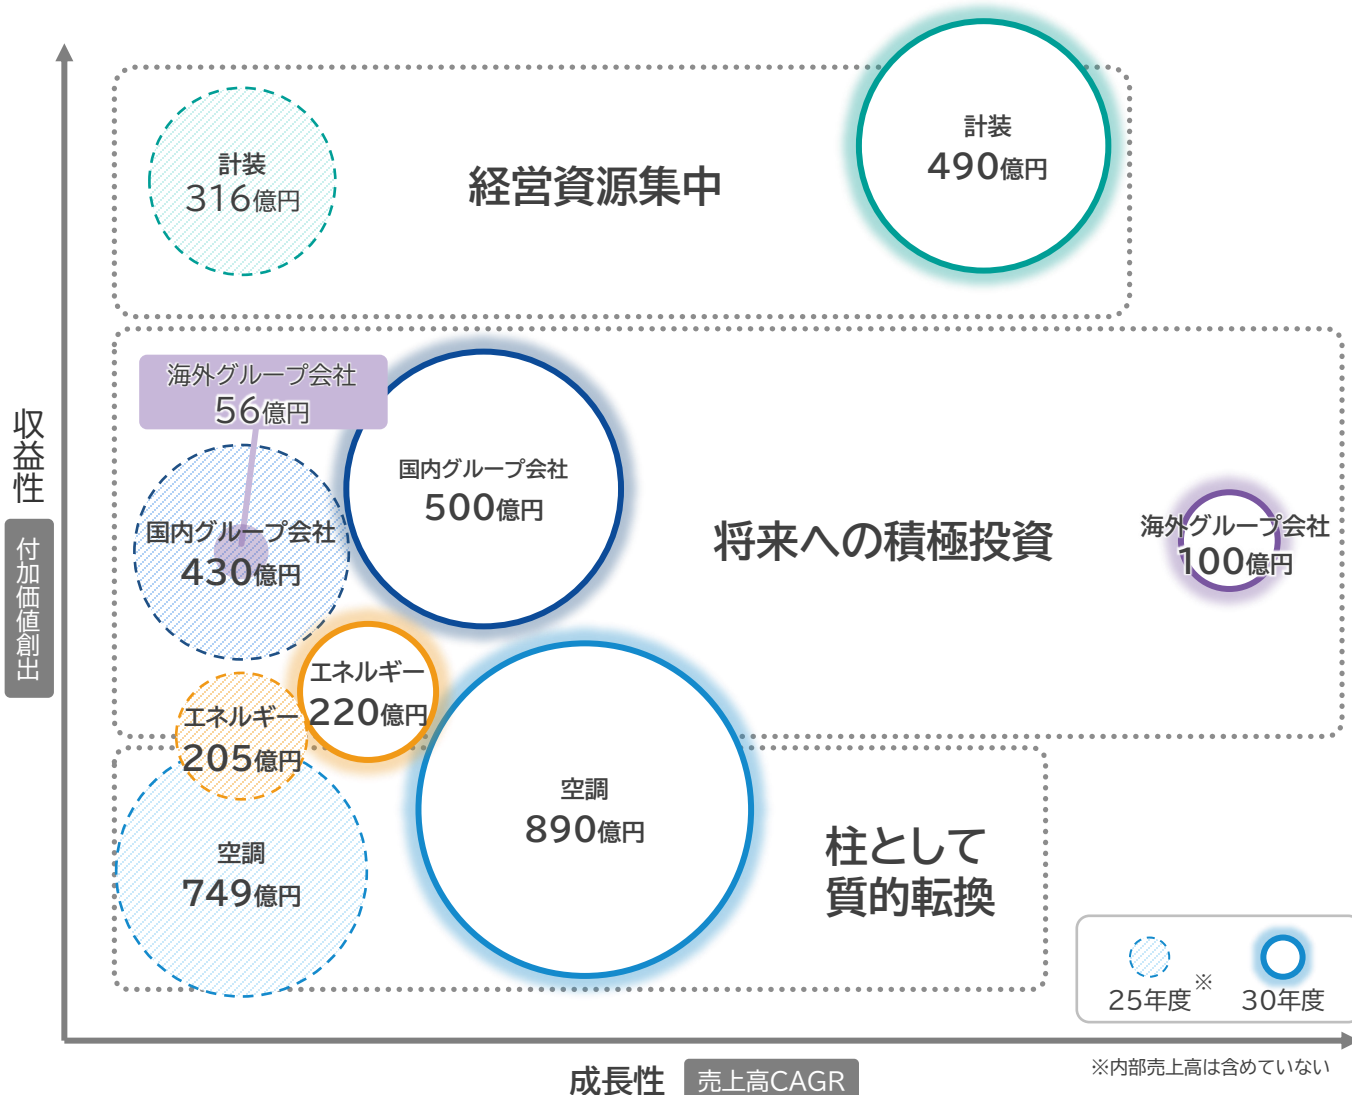 収益性
付加価値創出
計装
316億円
経営資源集中
計装
490億円
海外グループ会社
56億円
国内グループ会社
430億円
国内グループ会社
500億円
将来への積極投資
海外グループ会社
100億円
エネルギー
205億円
エネルギー
220億円
空調
749億円
空調
890億円
柱として
質的転換
25年度※
30年度
成長性
売上高CAGR
※内部売上高は含めていない